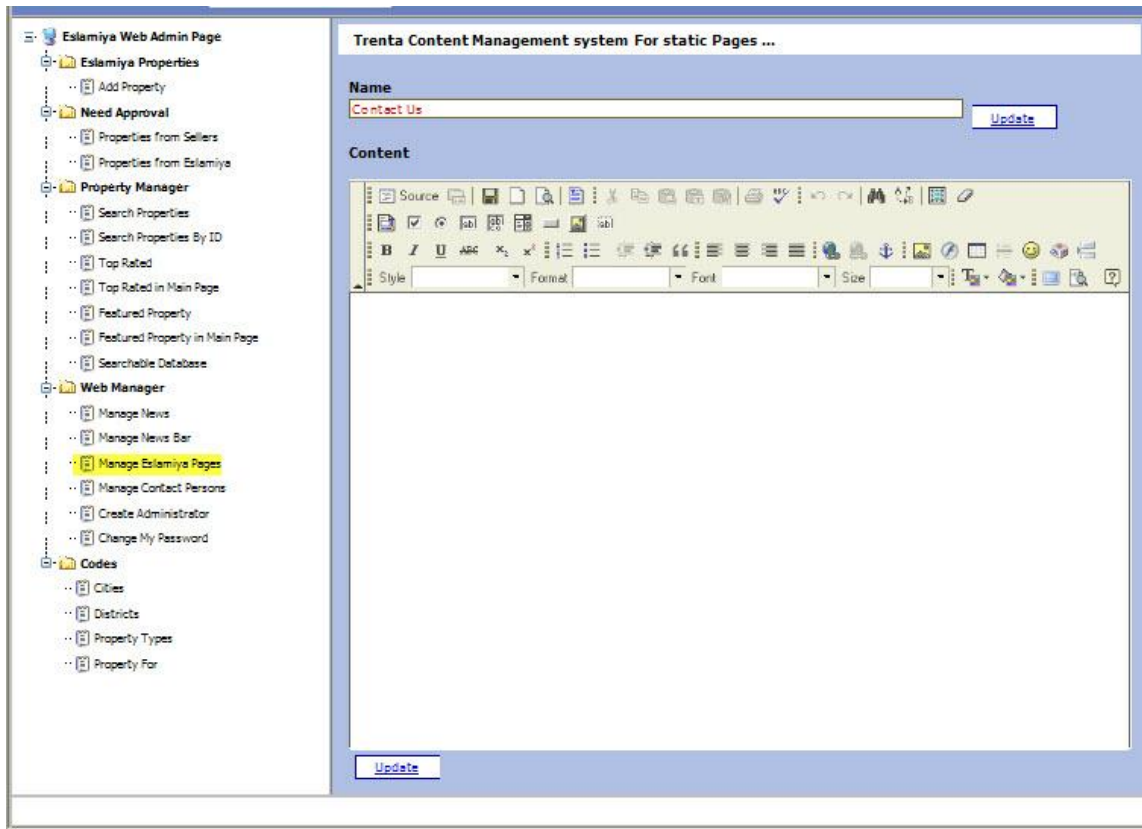 Eslamiya Web Admin Page
Eslamiya Properties
Add Property
Need Approval
Properties from Sellers
Properties from Eslamiya
Property Manager
Search Properties
Search Properties By ID
Top Rated
Top Rated in Main Page
Featured Property
Featured Property in Main Page
Searchable Database
Web Manager
Manage News
Manage News Bar
Manage Eslamiya Pages
Manage Contact Persons
Create Administrator
Change My Password
Codes
Cities
Districts
Property Types
Property For
Trenta Content Management system For static Pages ...
Name
Contact Us
Update
Content
Source
B I U ABC
Style Format Font Size
Update